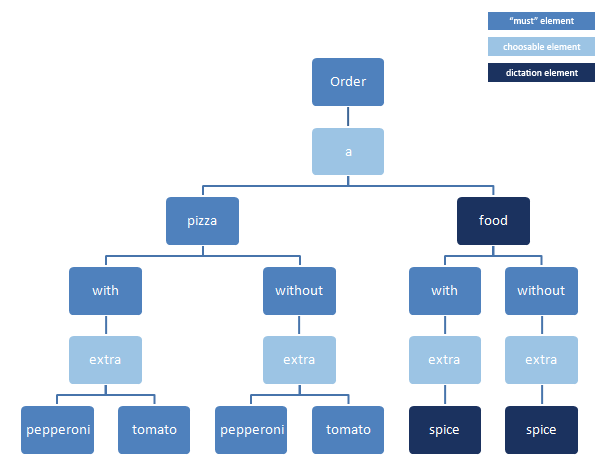 “must” element
choosable element
dictation element
Order
a
pizza
food
with
without
with
without
extra
extra
extra
extra
pepperoni
tomato
pepperoni
tomato
spice
spice